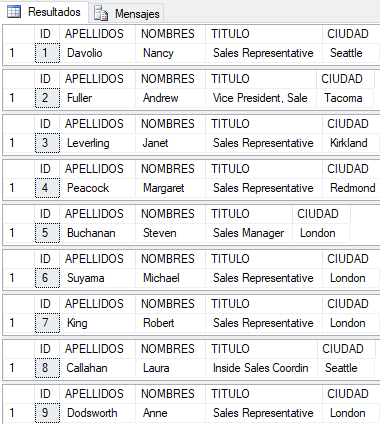 Resultados Mensajes
ID APELLIDOS NOMBRES TITULO CIUDAD
1 1 Davolio Nancy Sales Representative Seattle
ID APELLIDOS NOMBRES TITULO CIUDAD
1 2 Fuller Andrew Vice President, Sale Tacoma
ID APELLIDOS NOMBRES TITULO CIUDAD
1 3 Leverling Janet Sales Representative Kirkland
ID APELLIDOS NOMBRES TITULO CIUDAD
1 4 Peacock Margaret Sales Representative Redmond
ID APELLIDOS NOMBRES TITULO CIUDAD
1 5 Buchanan Steven Sales Manager London
ID APELLIDOS NOMBRES TITULO CIUDAD
1 6 Suyama Michael Sales Representative London
ID APELLIDOS NOMBRES TITULO CIUDAD
1 7 King Robert Sales Representative London
ID APELLIDOS NOMBRES TITULO CIUDAD
1 8 Callahan Laura Inside Sales Coordin Seattle
ID APELLIDOS NOMBRES TITULO CIUDAD
1 9 Dodsworth Anne Sales Representative London